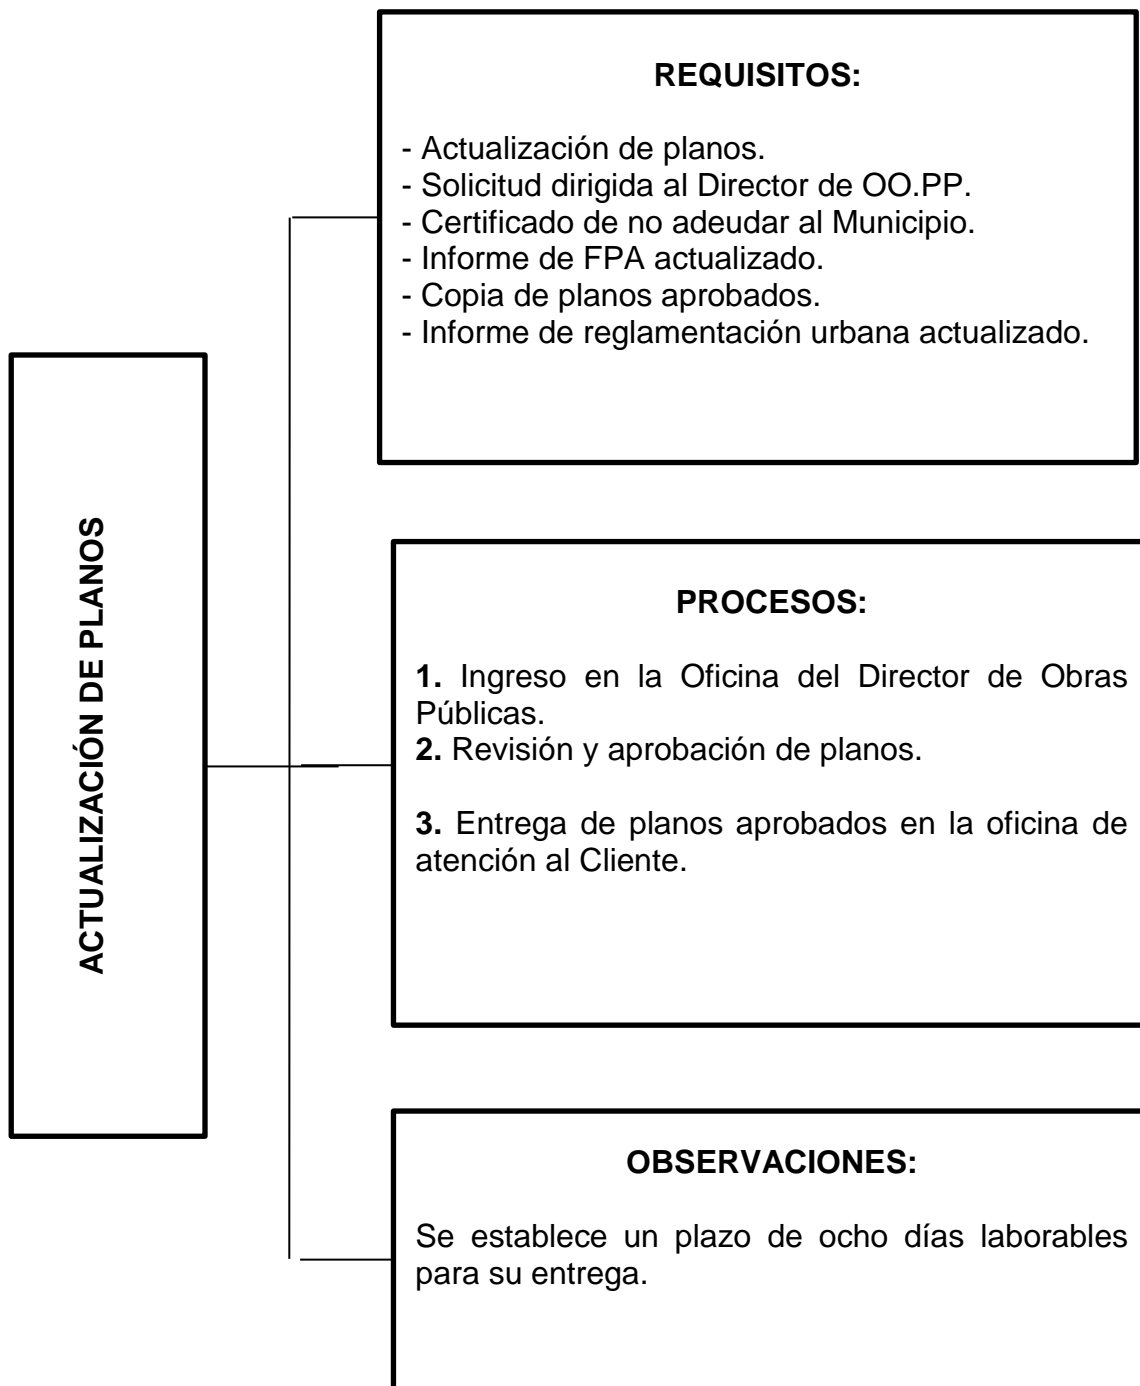 ACTUALIZACIÓN DE PLANOS
REQUISITOS:
- Actualización de planos.
- Solicitud dirigida al Director de OO.PP.
- Certificado de no adeudar al Municipio.
- Informe de FPA actualizado.
- Copia de planos aprobados.
- Informe de reglamentación urbana actualizado.
PROCESOS:
1. Ingreso en la Oficina del Director de Obras
Públicas.
2. Revisión y aprobación de planos.
3. Entrega de planos aprobados en la oficina de
atención al Cliente.
OBSERVACIONES:
Se establece un plazo de ocho días laborables
para su entrega.